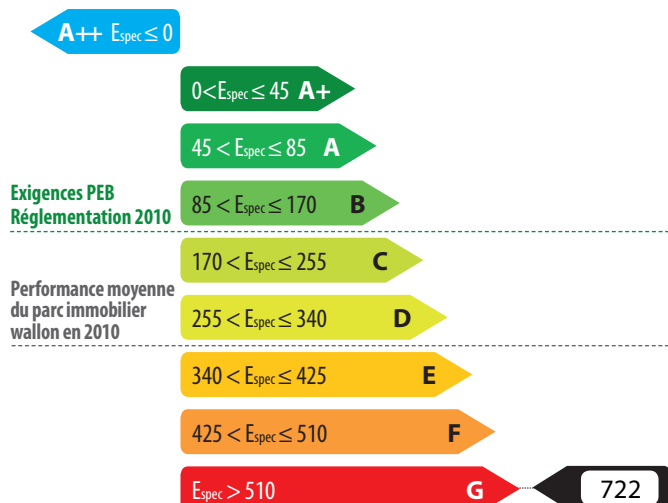 A++ Espec ≤ 0
0<Espec ≤ 45 A+
45 < Espec ≤ 85 A
Exigences PEB
Réglementation 2010
85 < Espec ≤ 170 B
170 < Espec ≤ 255 C
Performance moyenne
du parc immobilier
wallon en 2010
255 < Espec ≤ 340 D
340 < Espec ≤ 425 E
425 < Espec ≤ 510 F
Espec > 510 G 722